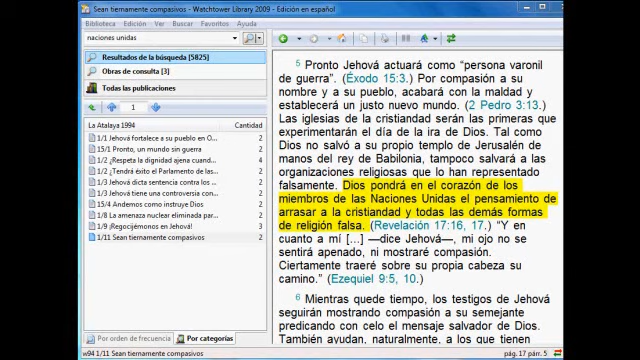 Sean tiernamente compasivos - Watchtower Library 2009 - Edición en español
Biblioteca Edición Ver Buscar Favoritos Diseño Ayuda
naciones unidas
Resultados de la búsqueda [5825]
Obras de consulta [3]
Todas las publicaciones
1
La Atalaya 1994 Cantidad
1/1 Jehová fortalece a su pueblo en O... 2
15/1 Pronto, un mundo sin guerra 2
1/2 ¿Respeta la dignidad ajena cuand... 4
1/2 ¿Tendrá éxito el Parlamento de las... 2
1/3 Jehová dicta sentencia contra los ... 2
1/3 Jehová trata a su pueblo con ... 2
15/4 Andemos como instruye Dios 2
1/8 La amenaza nuclear eliminada par... 2
1/9 ¡Regocijémonos en Jehová! 3
1/11 Sean tiernamente compasivos 2
Por orden de frecuencia Por categorías
w94 1/11 Sean tiernamente compasivos
5 Pronto Jehová actuará como “persona varonil
de guerra”. (Éxodo 15:3.) Por compasión a su
nombre y a su pueblo, acabará con la maldad y
establecerá un justo nuevo mundo. (2 Pedro 3:13.)
Las iglesias de la cristiandad serán las primeras que
experimentarán el día de la ira de Dios. Tal como
Dios no salvó a su propio templo de Jerusalén de
manos del rey de Babilonia, tampoco salvará a las
organizaciones religiosas que lo han representado
falsamente. Dios pondrá en el corazón de los
miembros de las Naciones Unidas el pensamiento de
arrasar a la cristiandad y todas las demás formas
de religión falsa. (Revelación 17:16, 17.) “Y en
cuanto a mí [...] —dice Jehová—, mi ojo no se
sentirá apenado, ni mostraré compasión.
Ciertamente traeré sobre su propia cabeza su
camino.” (Ezequiel 9:5, 10.)
6 Mientras quede tiempo, los testigos de Jehová
seguirán mostrando compasión a su semejante
predicando con celo el mensaje salvador de Dios.
También ayudan, naturalmente, a los que tienen
pág. 17 párr. 5